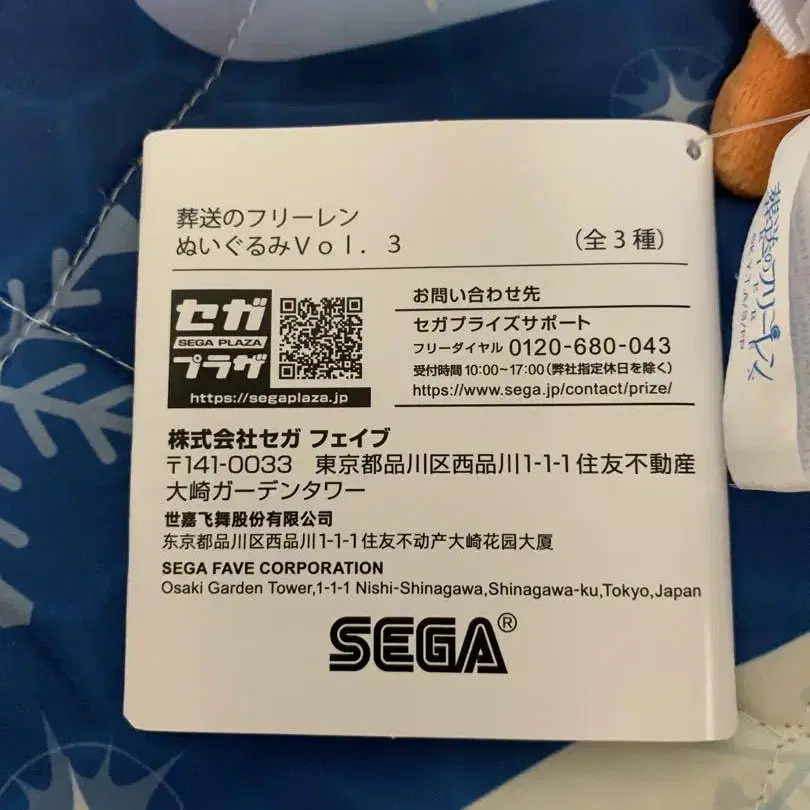 葬送のフリーレン
ぬいぐるみVol. 3
（全3種）
セガ
SEGA PLAZA
プラザ
https://segaplaza.jp
お問い合わせ先
セガプライズサポート
フリーダイヤル 0120-680-043
受付時間 10:00~17:00（弊社指定休日を除く）
https://www.sega.jp/contact/prize/
株式会社セガ フェイブ
〒141-0033 東京都品川区西品川1-1-1 住友不動産
大崎ガーデンタワー
世嘉飞舞股份有限公司
东京都品川区西品川1-1-1住友不动产大崎花园大厦
SEGA FAVE CORPORATION
Osaki Garden Tower,1-1-1 Nishi-Shinagawa,Shinagawa-ku,Tokyo,Japan
SEGA®
葬送のフリーレン